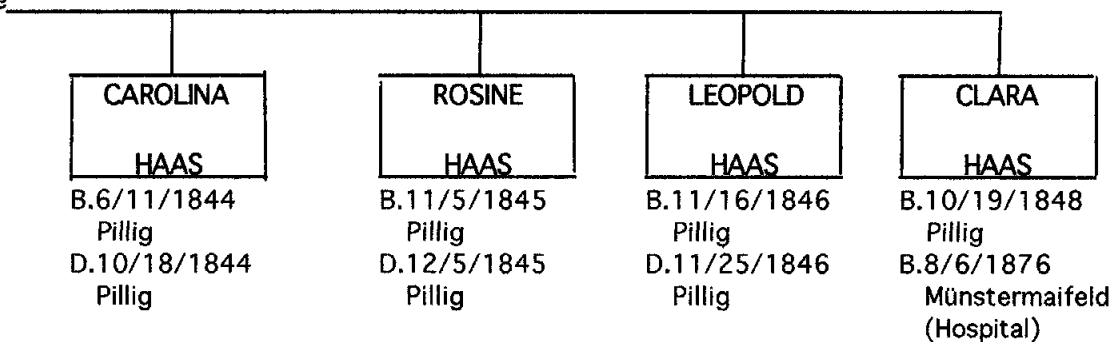 CAROLINA
HAAS
B.6/11/1844
Pillig
D.10/18/1844
Pillig
ROSINE
HAAS
B.11/5/1845
Pillig
D.12/5/1845
Pillig
LEOPOLD
HAAS
B.11/16/1846
Pillig
D.11/25/1846
Pillig
CLARA
HAAS
B.10/19/1848
Pillig
B.8/6/1876
Münstermaifeld
(Hospital)